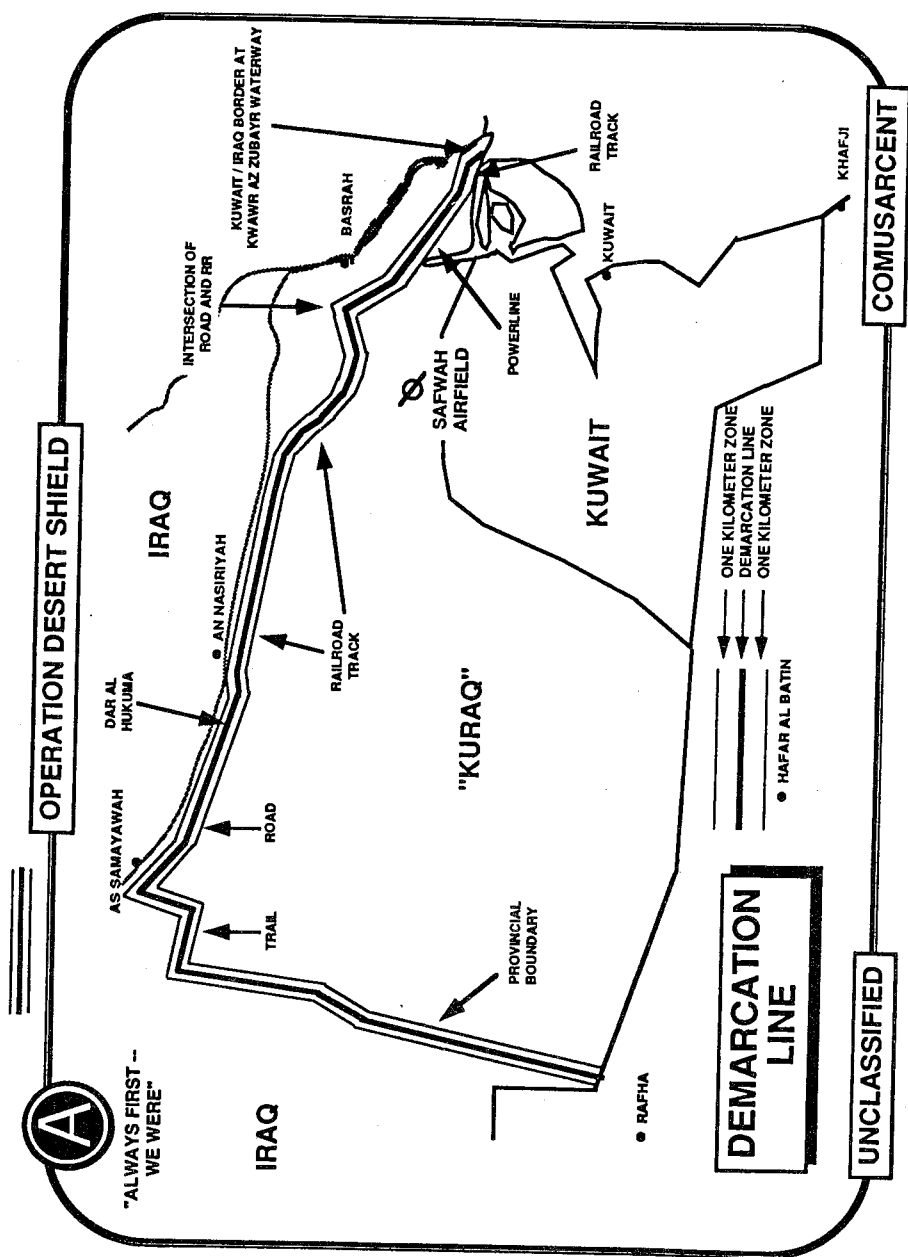 OPERATION DESERT SHIELD
A
"ALWAYS FIRST --
WE WERE"
IRAQ
AS SAMAYAWAH
DAR AL
HUKUMA
AN NASIRIYAH
IRAQ
INTERSECTION OF
ROAD AND RR
KUWAIT / IRAQ BORDER AT
KWAWR AZ ZUBAYR WATERWAY
BASRAH
TRAIL
ROAD
RAILROAD
TRACK
SAFWAH
AIRFIELD
POWERLINE
RAILROAD
TRACK
PROVINCIAL
BOUNDARY
"KURAQ"
KUWAIT
KUWAIT
RAFHA
KHAFJI
DEMARCATION
LINE
HAFAR AL BATIN
ONE KILOMETER ZONE
DEMARCATION LINE
ONE KILOMETER ZONE
UNCLASSIFIED
COMUSARCENT